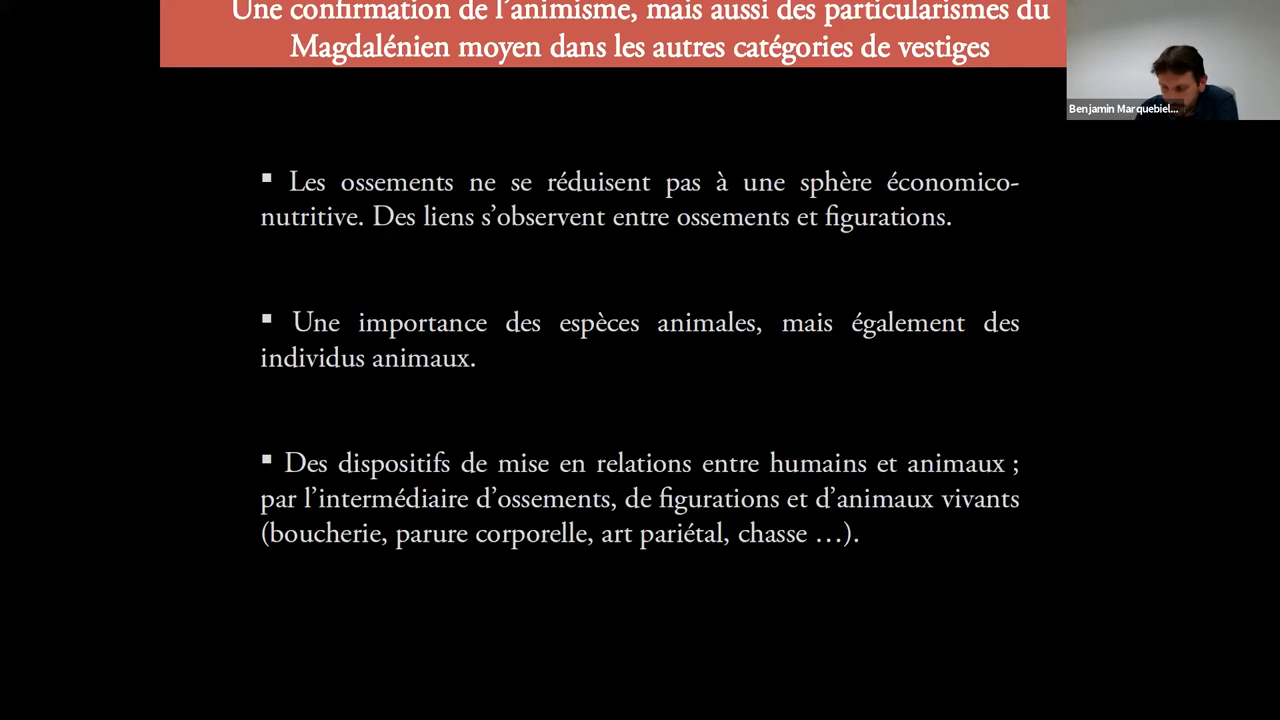 Une confirmation de l’animisme, mais aussi des particularismes du
Magdalénien moyen dans les autres catégories de vestiges
Benjamin Marquebiel...
▪ Les ossements ne se réduisent pas à une sphère économico-
nutritive. Des liens s’observent entre ossements et figurations.
▪ Une importance des espèces animales, mais également des
individus animaux.
▪ Des dispositifs de mise en relations entre humains et animaux ;
par l’intermédiaire d’ossements, de figurations et d’animaux vivants
(boucherie, parure corporelle, art pariétal, chasse …).